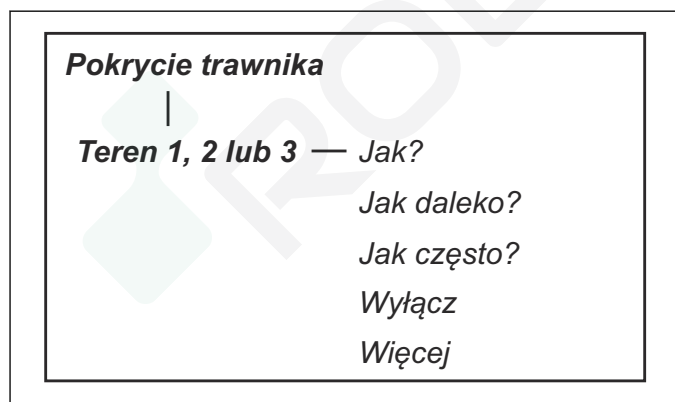 Pokrycie trawnika
Teren 1, 2 lub 3 — Jak?
Jak daleko?
Jak często?
Wyłącz
Więcej